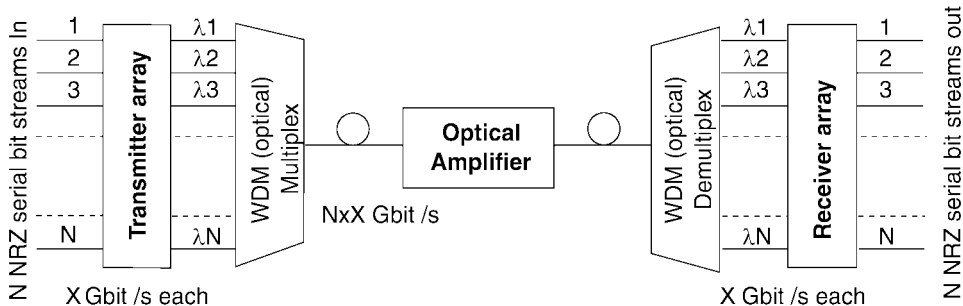 N NRZ serial bit streams In
1
2
3
N
Transmitter array
λ1
λ2
λ3
λN
WDM (optical)
Multiplex
Optical
Amplifier
NxX Gbit /s
WDM (optical)
Demultiplex
λ1
λ2
λ3
λN
Receiver array
1
2
3
N
N NRZ serial bit streams out
X Gbit /s each
X Gbit /s each